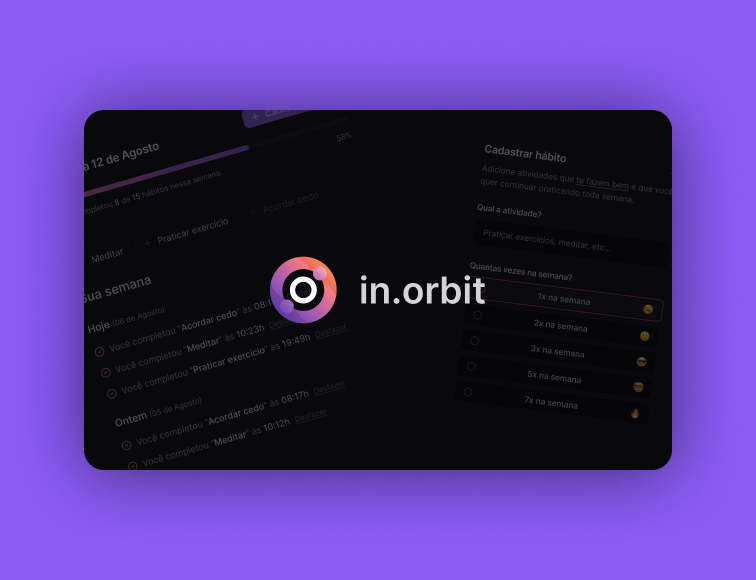 a 12 de Agosto
58%
completou 8 de 15 hábitos nessa semana.
Meditar
+ Praticar exercício
+ Acordar cedo
Sua semana
Hoje (06 de Agosto)
Você completou "Acordar cedo" às 08:1
Você completou "Meditar" às 10:23h
Você completou "Praticar exercício" às 19:49h Desfazer
Ontem (05 de Agosto)
Você completou "Acordar cedo" às 08:17h Desfazer
Você completou "Meditar" às 10:12h Desfazer
in.orbit
Cadastrar hábito
Adicione atividades que te fazem bem e que você
quer continuar praticando toda semana.
Qual a atividade?
Praticar exercícios, meditar, etc...
Quantas vezes na semana?
1x na semana
2x na semana
3x na semana
5x na semana
7x na semana